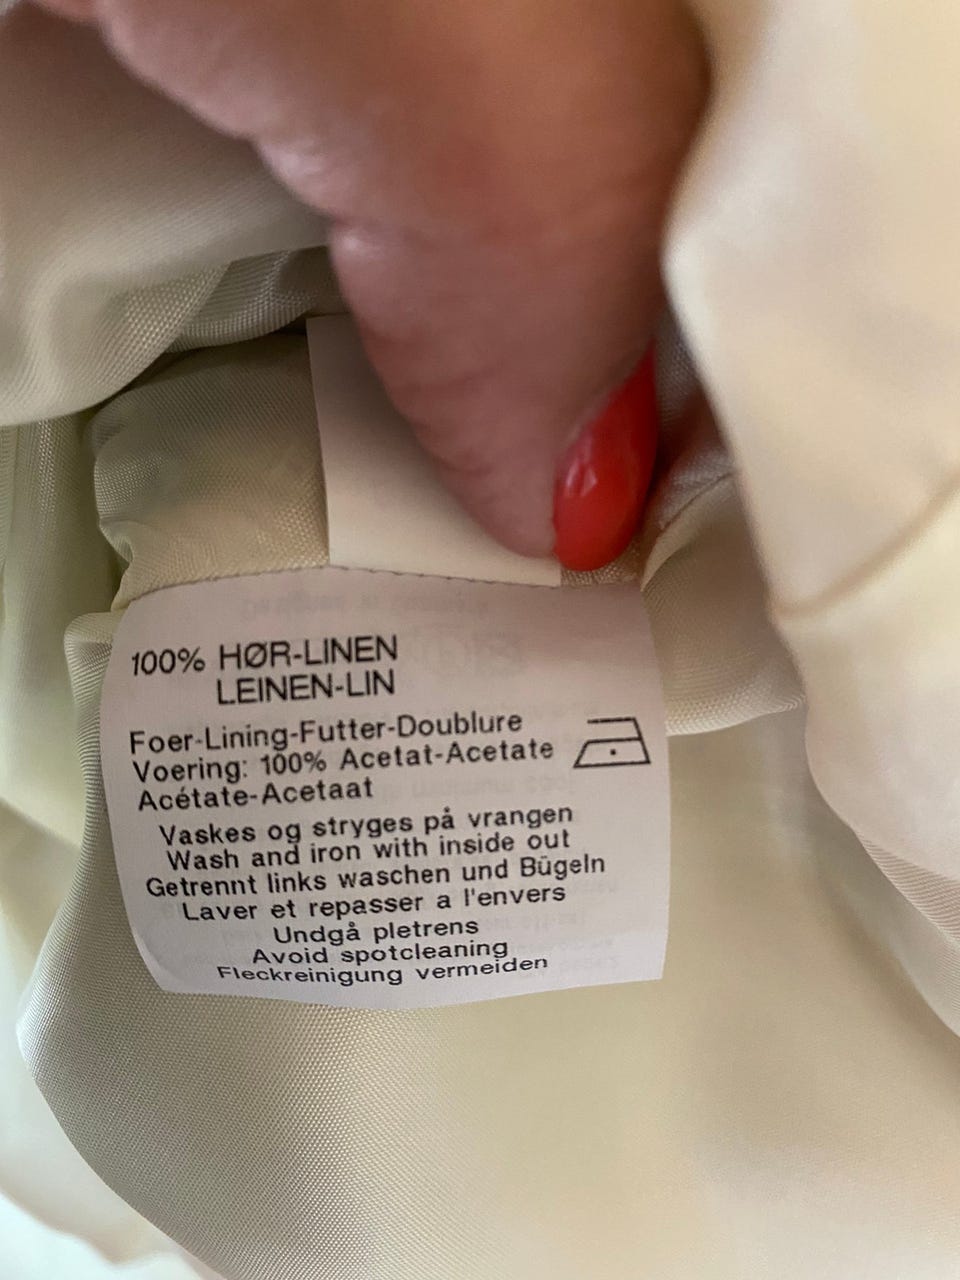 100% HØR-LINEN
LEINEN-LIN
Foer-Lining-Futter-Doublure
Voering: 100% Acetat-Acetate
Acétate-Acetaat
Vaskes og stryges på vrangen
Wash and iron with inside out
Getrennt links waschen und Bügeln
Laver et repasser a l'envers
Undgå pletrens
Avoid spotcleaning
Fleckreinigung vermeiden